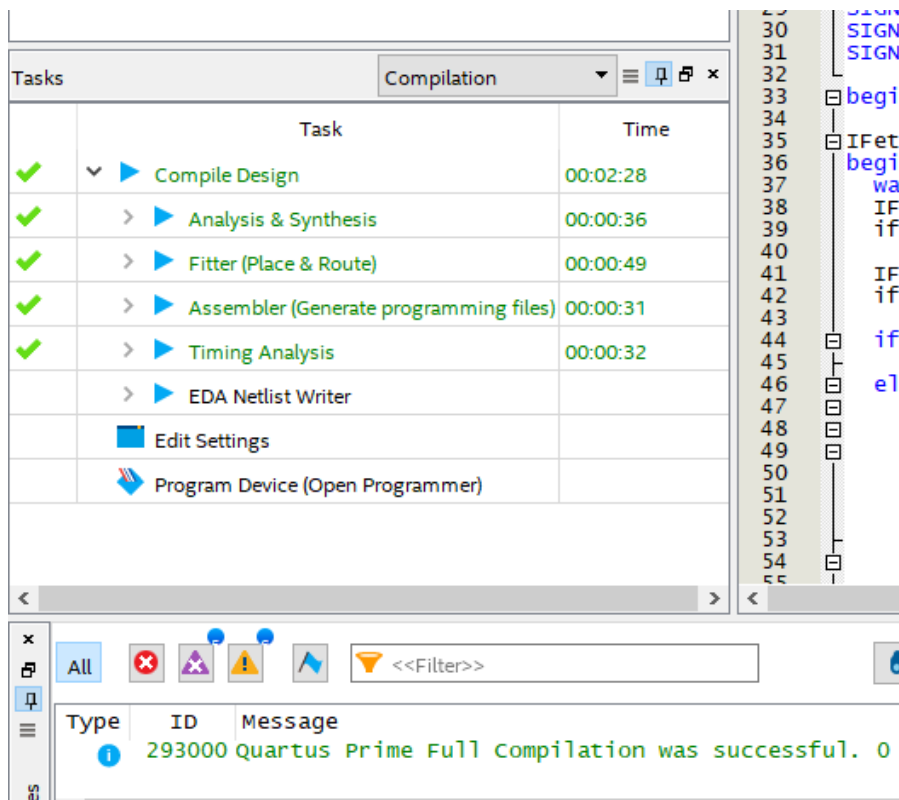 Tasks
Compilation
Task Time
Compile Design 00:02:28
Analysis & Synthesis 00:00:36
Fitter (Place & Route) 00:00:49
Assembler (Generate programming files) 00:00:31
Timing Analysis 00:00:32
EDA Netlist Writer
Edit Settings
Program Device (Open Programmer)
30 SIGN
31 SIGN
32
33 begi
34
35 IFet
36 begi
37 wa
38 IF
39 if
40
41 IF
42 if
43
44 if
45
46 el
47
48
49
50
51
52
53
54
55
All
<<Filter>>
Type ID Message
293000 Quartus Prime Full Compilation was successful. 0
es